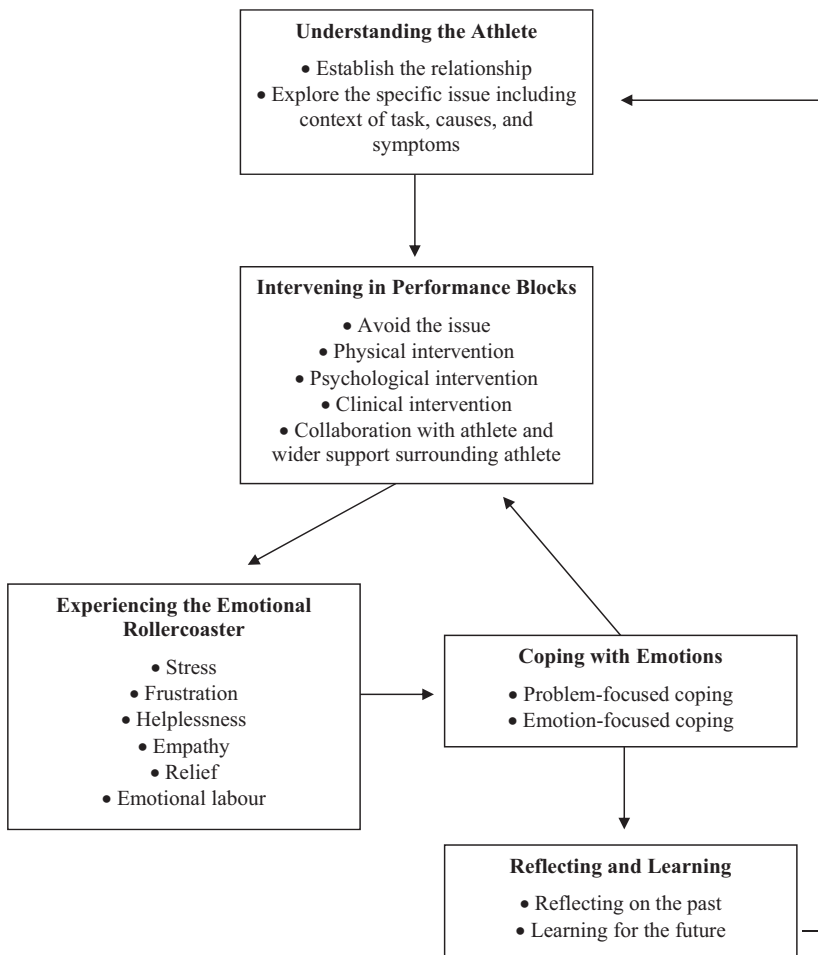 Understanding the Athlete
• Establish the relationship
• Explore the specific issue including
context of task, causes, and
symptoms
Intervening in Performance Blocks
• Avoid the issue
• Physical intervention
• Psychological intervention
• Clinical intervention
• Collaboration with athlete and
wider support surrounding athlete
Experiencing the Emotional
Rollercoaster
• Stress
• Frustration
• Helplessness
• Empathy
• Relief
• Emotional labour
Coping with Emotions
• Problem-focused coping
• Emotion-focused coping
Reflecting and Learning
• Reflecting on the past
• Learning for the future